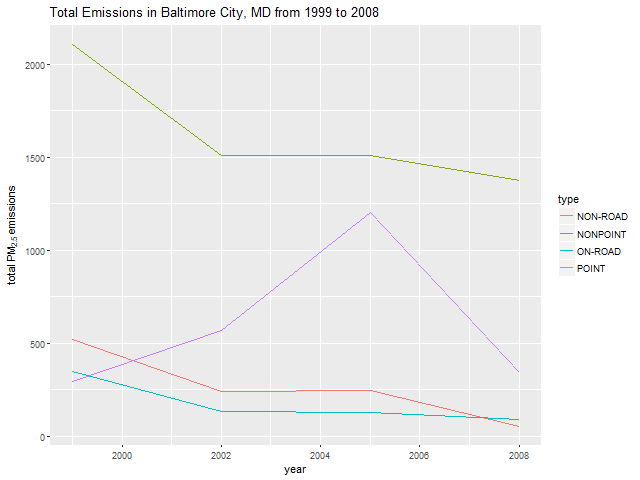 Total Emissions in Baltimore City, MD from 1999 to 2008
2000
1500
1000
500
0
total PM2.5 emissions
2000
2002
2004
2006
2008
year
type
NON-ROAD
NONPOINT
ON-ROAD
POINT